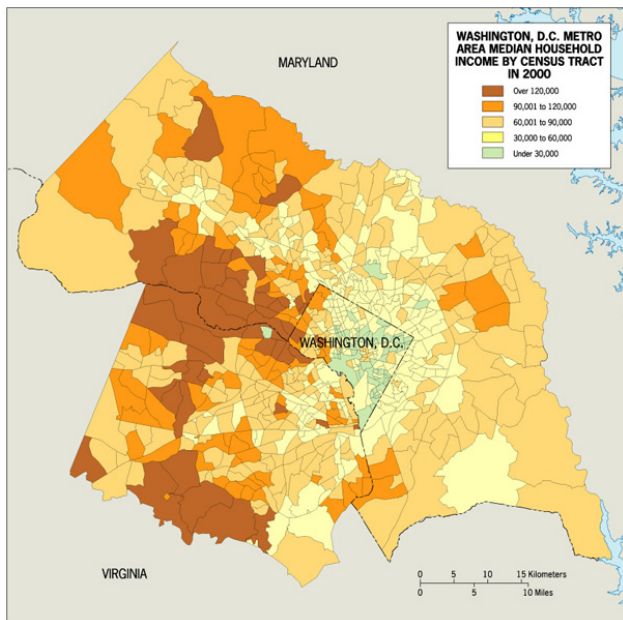 WASHINGTON, D.C. METRO
AREA MEDIAN HOUSEHOLD
INCOME BY CENSUS TRACT
IN 2000
Over 120,000
90,001 to 120,000
60,001 to 90,000
30,000 to 60,000
Under 30,000
MARYLAND
WASHINGTON, D.C.
VIRGINIA
0 5 10 15 Kilometers
0 5 10 Miles